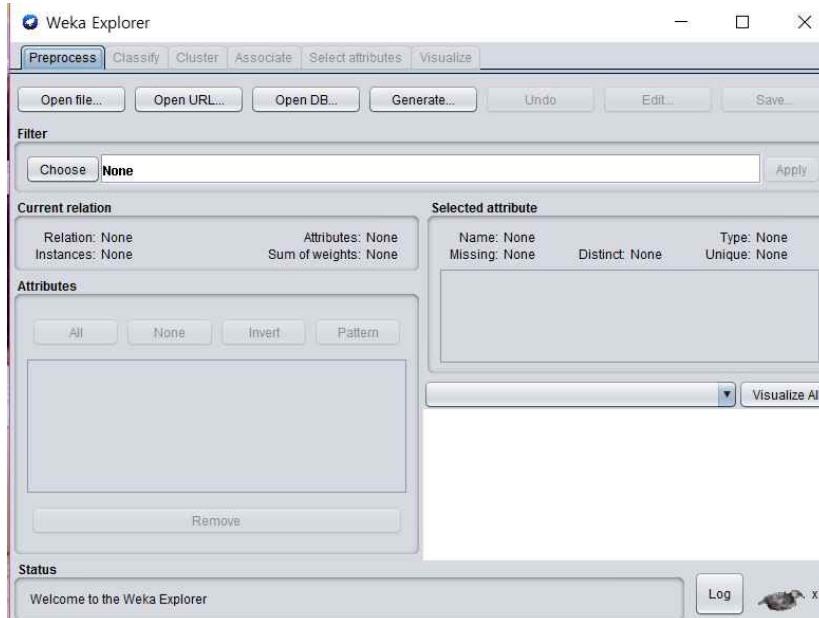 Weka Explorer
Preprocess Classify Cluster Associate Select attributes Visualize
Open file... Open URL... Open DB... Generate... Undo Edit... Save...
Filter
Choose None Apply
Current relation
Relation: None Attributes: None
Instances: None Sum of weights: None
Selected attribute
Name: None Type: None
Missing: None Distinct: None Unique: None
Attributes
All None Invert Pattern
Remove
Visualize Al
Status
Welcome to the Weka Explorer
Log x